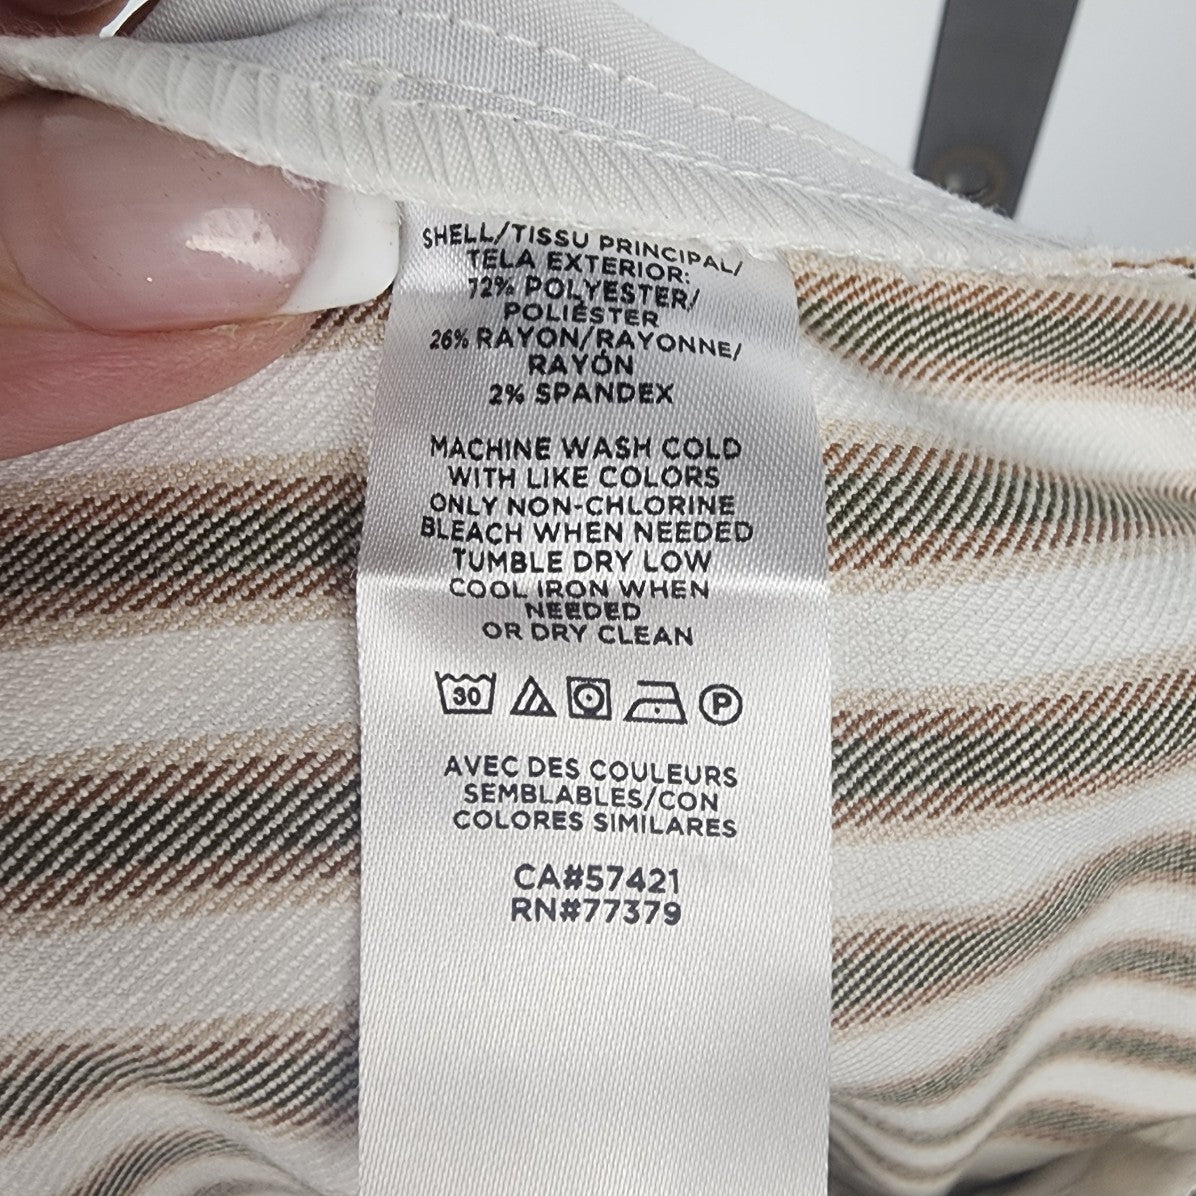 SHELL/TISSU PRINCIPAL/
TELA EXTERIOR:
72% POLYESTER/
POLIÉSTER
26% RAYON/RAYONNE/
RAYÓN
2% SPANDEX
MACHINE WASH COLD
WITH LIKE COLORS
ONLY NON-CHLORINE
BLEACH WHEN NEEDED
TUMBLE DRY LOW
COOL IRON WHEN
NEEDED
OR DRY CLEAN
30 P
AVEC DES COULEURS
SEMBLABLES/CON
COLORES SIMILARES
CA#57421
RN#77379